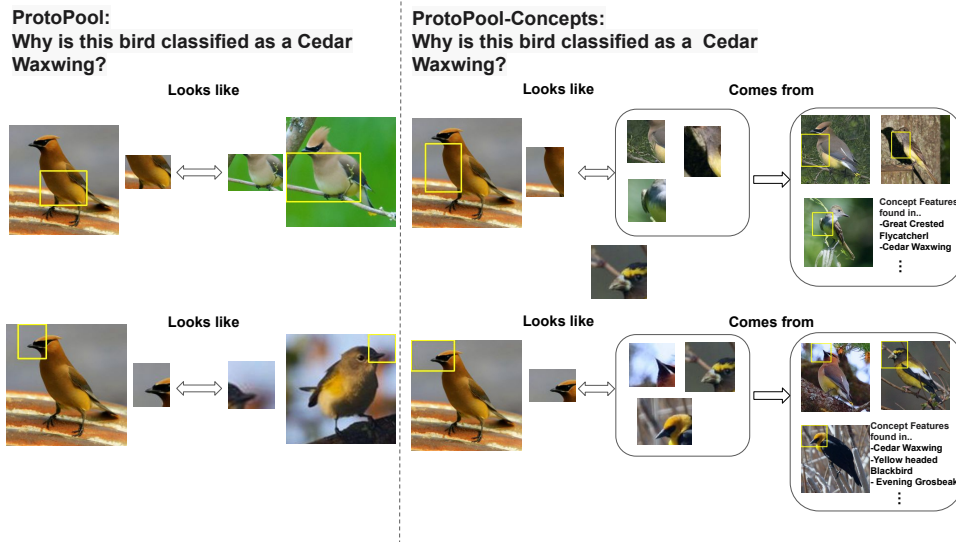 ProtoPool:
Why is this bird classified as a Cedar
Waxwing?
Looks like
Looks like
ProtoPool-Concepts:
Why is this bird classified as a Cedar
Waxwing?
Looks like
Comes from
Concept Features
found in..
-Great Crested
Flycatcherl
-Cedar Waxwing
⋮
Looks like
Comes from
Concept Features
found in..
-Cedar Waxwing
-Yellow headed
Blackbird
- Evening Grosbeak
⋮